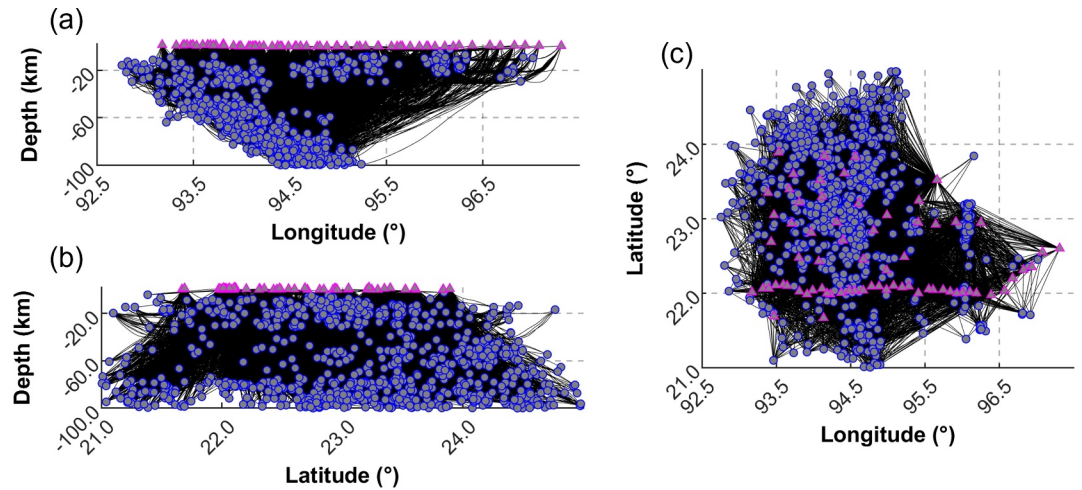 (a)
Depth (km)
-20
-60
-100
92.5
93.5
94.5
95.5
96.5
Longitude (°)
(b)
Depth (km)
-20.0
-60.0
-100.0
21.0
22.0
23.0
24.0
Latitude (°)
(c)
Latitude (°)
24.0
23.0
22.0
21.0
92.5
93.5
94.5
95.5
96.5
Longitude (°)